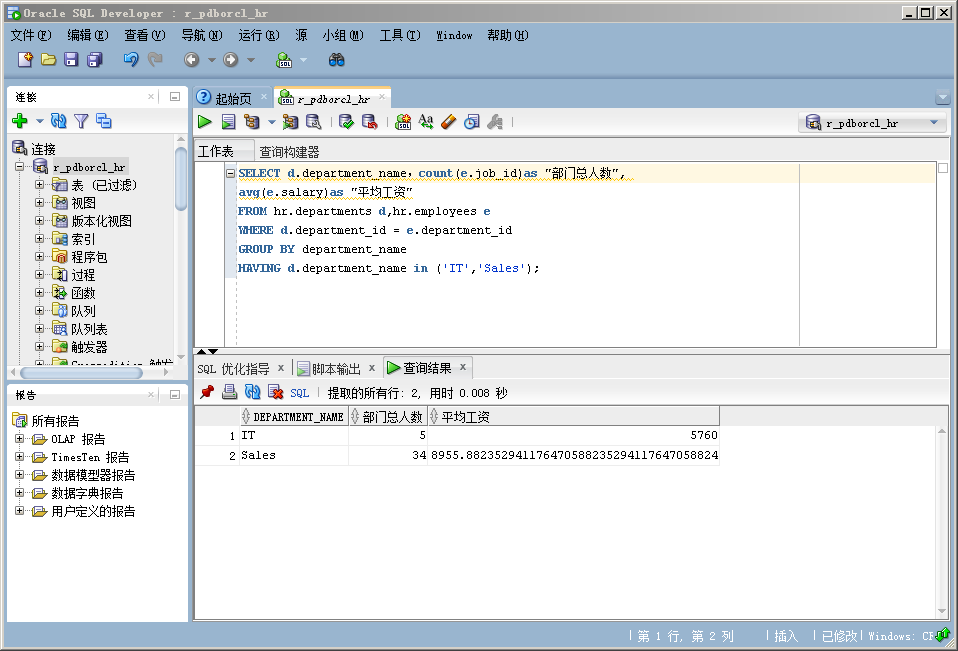 Oracle SQL Developer : r_pdborcl_hr
文件(F) 编辑(E) 查看(V) 导航(N) 运行(R) 源 小组(M) 工具(T) Window 帮助(H)
连接
起始页
r_pdborcl_hr
r_pdborcl_hr
工作表
查询构建器
连接
r_pdborcl_hr
表 (已过滤)
视图
版本化视图
索引
程序包
过程
函数
队列
队列表
触发器
SELECT d.department_name,count(e.job_id)as "部门总人数",
avg(e.salary)as "平均工资"
FROM hr.departments d,hr.employees e
WHERE d.department_id = e.department_id
GROUP BY department_name
HAVING d.department_name in ('IT','Sales');
SQL 优化指导 x 脚本输出 x 查询结果 x
SQL 提取的所有行: 2, 用时 0.008 秒
DEPARTMENT_NAME 部门总人数 平均工资
1 IT 5 5760
2 Sales 34 8955.88235294117647058823529411764705882​4
报告
所有报告
OLAP 报告
TimesTen 报告
数据模型器报告
数据字典报告
用户定义的报告
第 1 行, 第 2 列 插入 已修改 Windows: CR